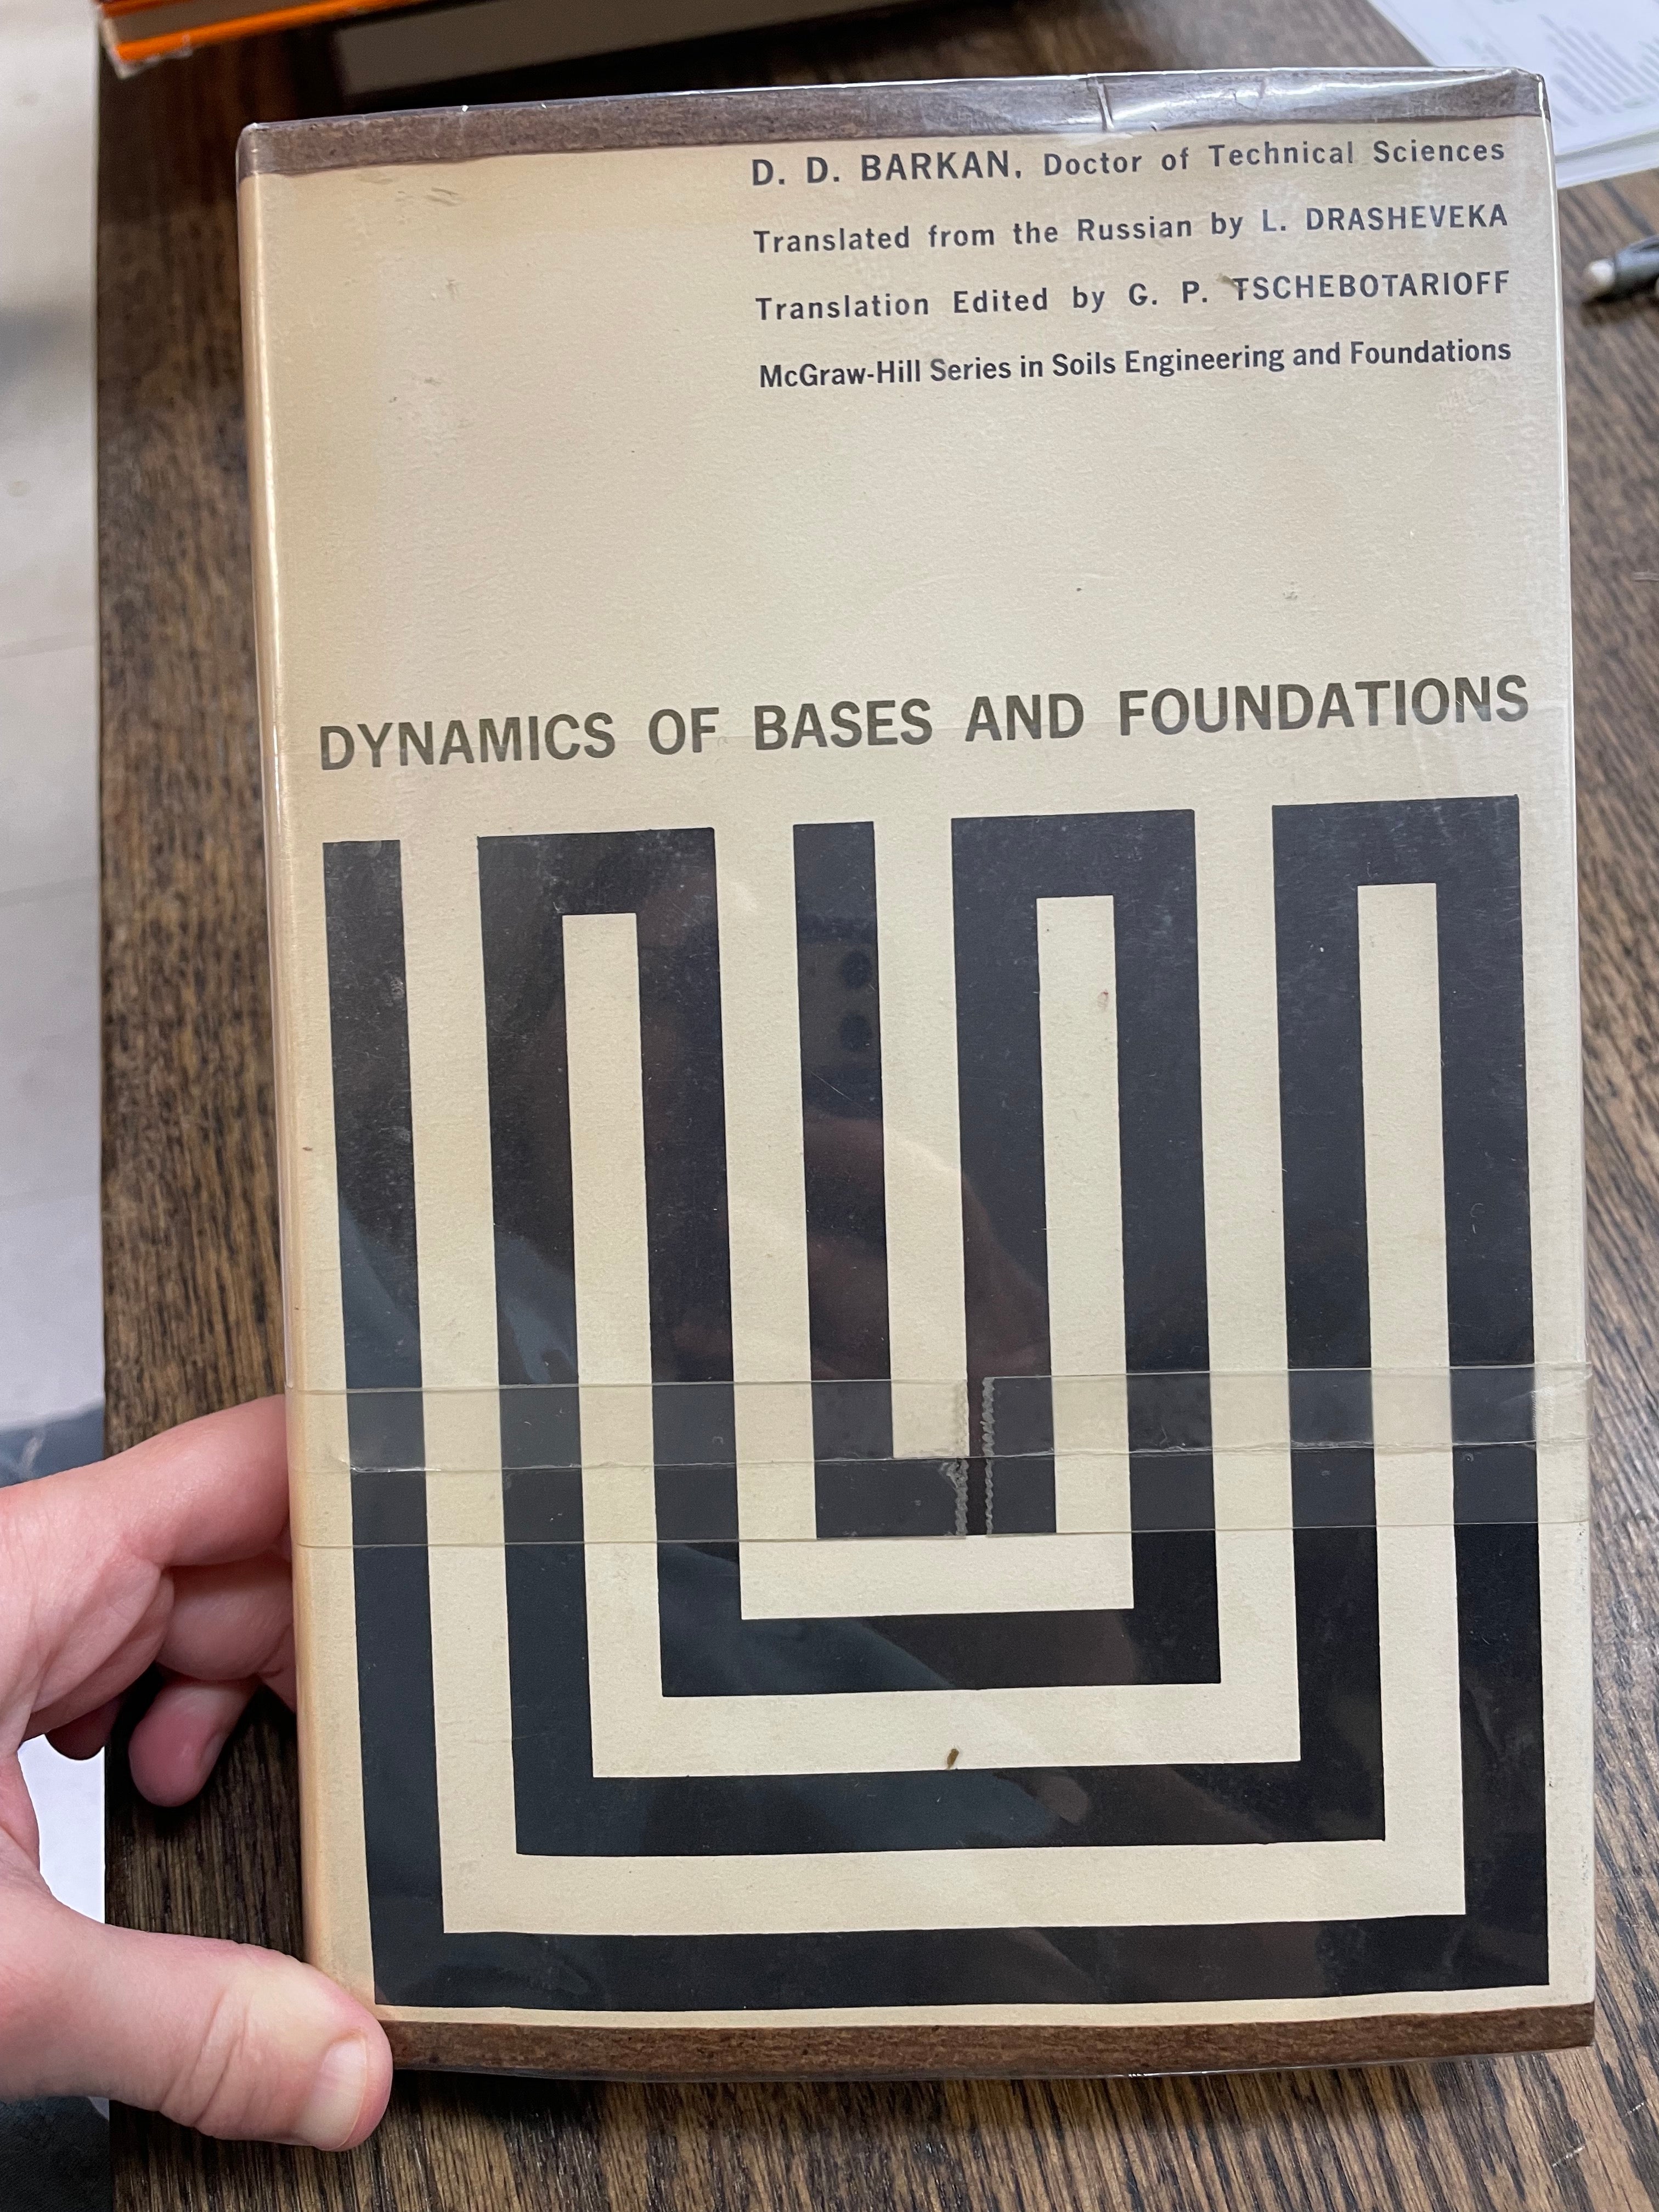 D. D. BARKAN, Doctor of Technical Sciences
Translated from the Russian by L. DRASHEVEKA
Translation Edited by G. P. TSCHEBOTARIOFF
McGraw-Hill Series in Soils Engineering and Foundations
DYNAMICS OF BASES AND FOUNDATIONS